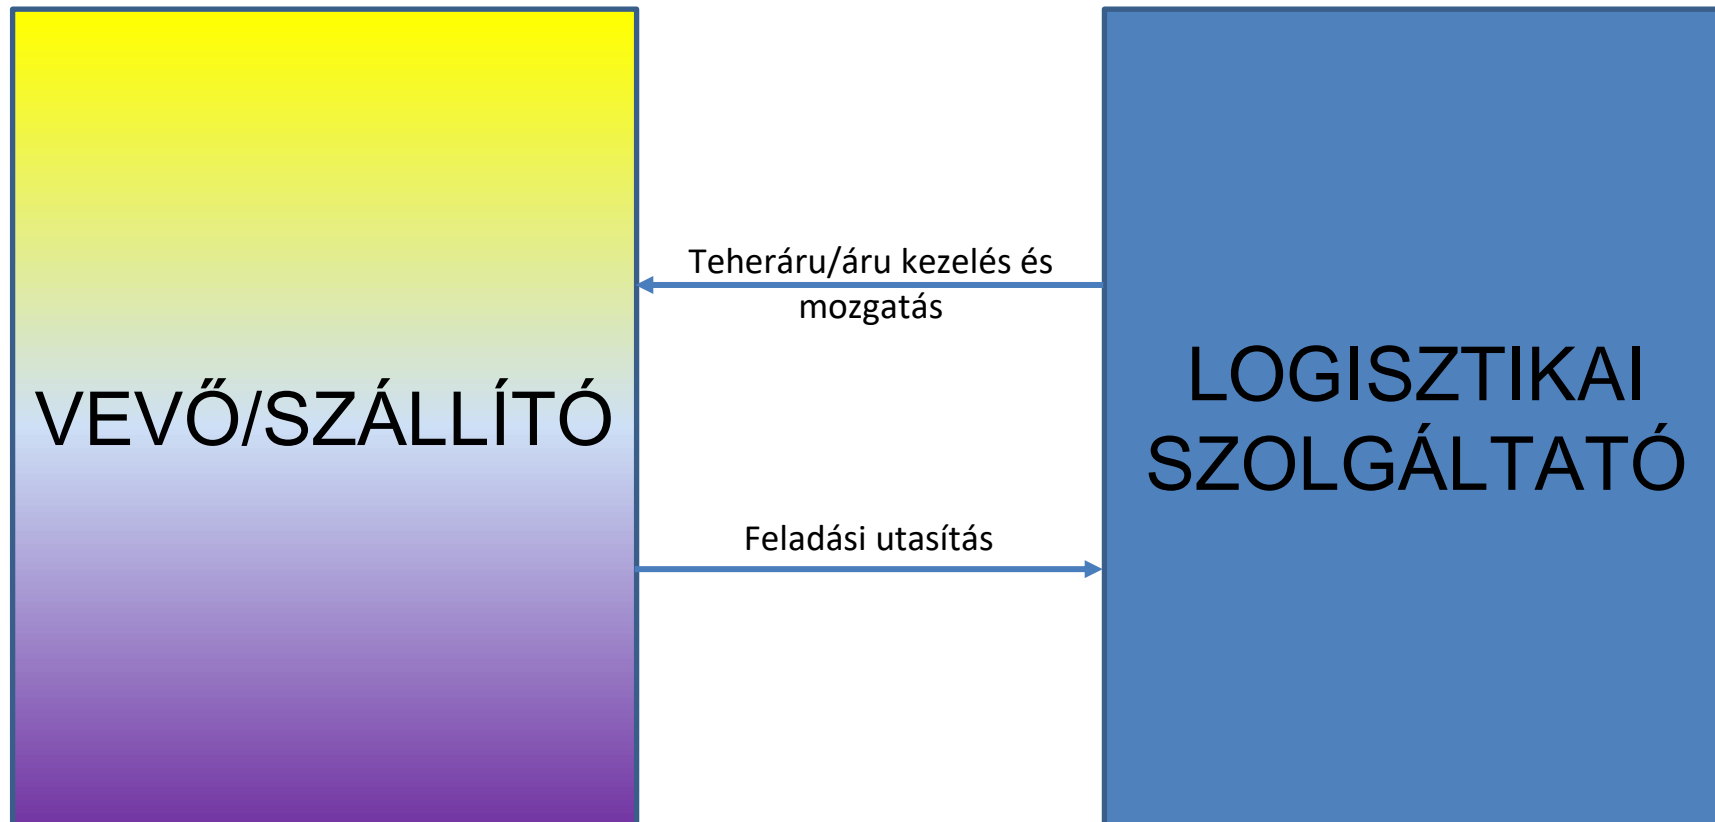 VEVŐ/SZÁLLÍTÓ
Teheráru/áru kezelés és
mozgatás
Feladási utasítás
LOGISZTIKAI
SZOLGÁLTATÓ